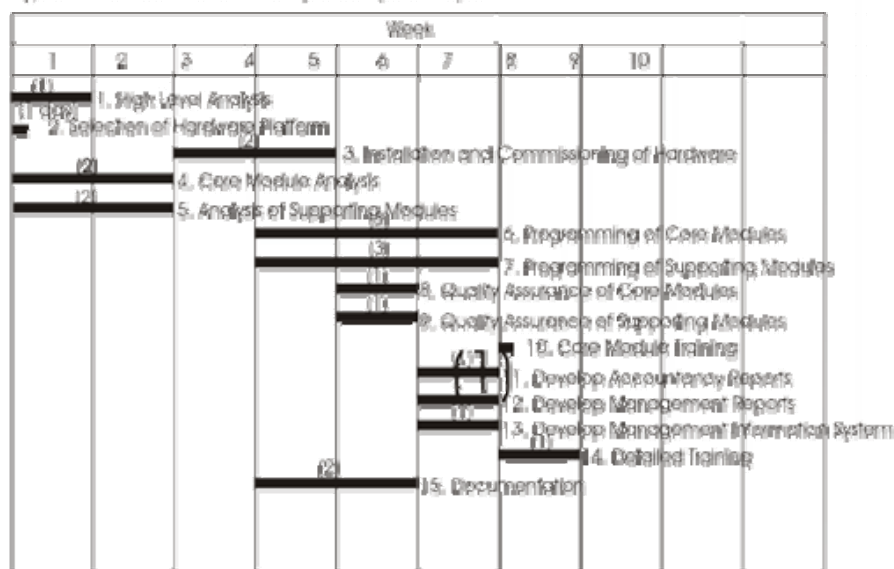 Week
1 2 3 4 5 6 7 8 9 10
(1)
1. High Level Analysis
(1 day)
2. Selection of Hardware Platform
(2)
3. Installation and Commissioning of Hardware
(2)
4. Core Module Analysis
(2)
5. Analysis of Supporting Modules
6. Programming of Core Modules
(3)
7. Programming of Supporting Modules
(1)
8. Quality Assurance of Core Modules
(1)
9. Quality Assurance of Supporting Modules
10. Core Module Training
11. Develop Accountancy Reports
12. Develop Management Reports
(1)
13. Develop Management Information System
(1)
14. Detailed Training
(2)
15. Documentation